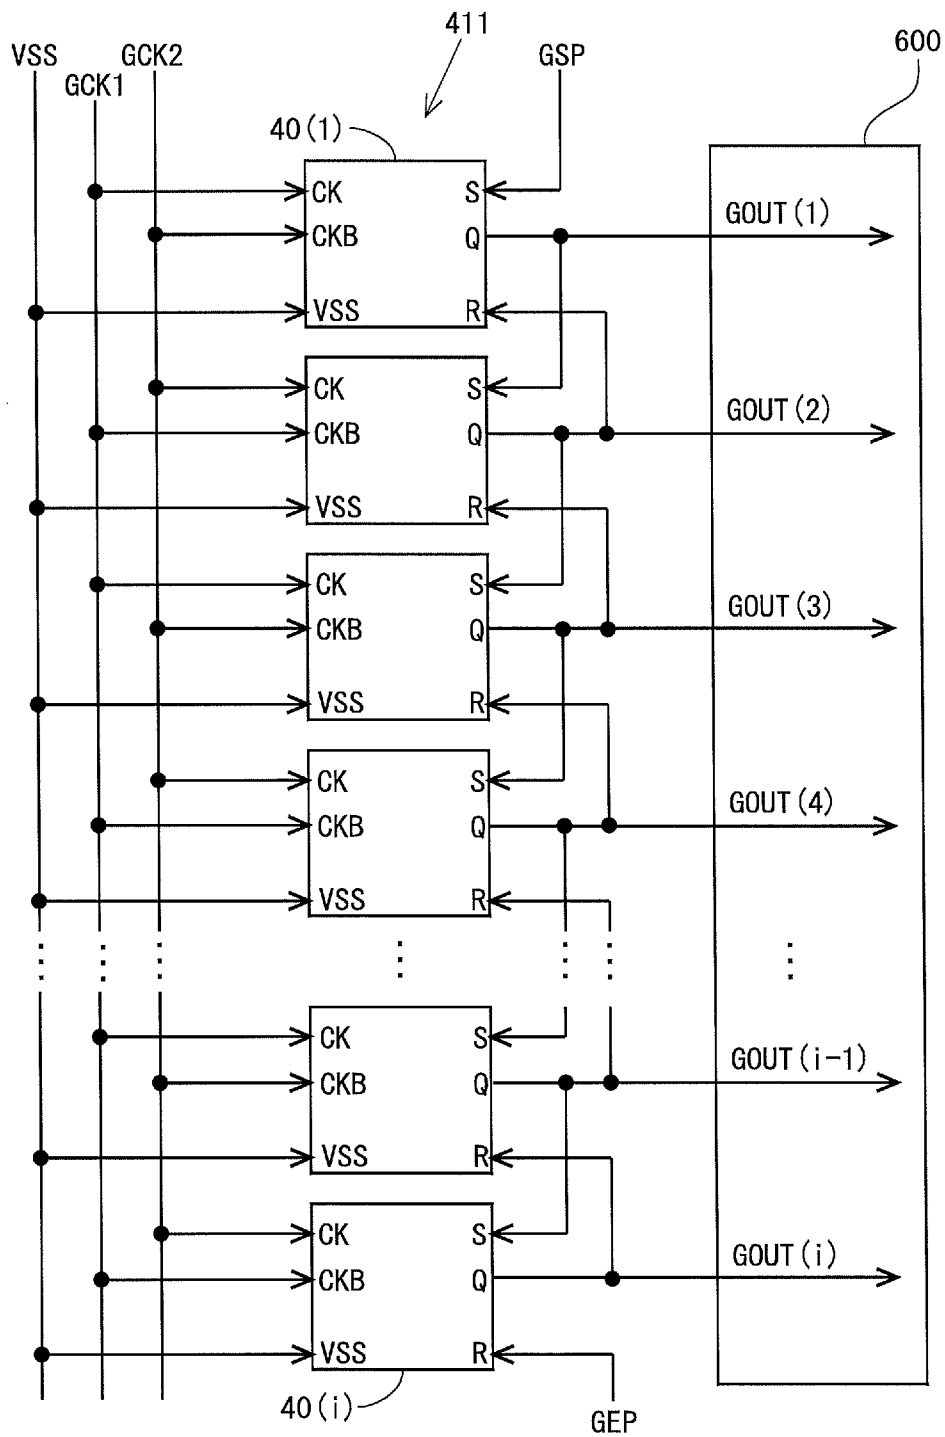 411
VSS GCK2 GSP 600
GCK1
40(1)
CK S
GOUT(1)
CKB Q
VSS R
CK S
GOUT(2)
CKB Q
VSS R
CK S
GOUT(3)
CKB Q
VSS R
CK S
GOUT(4)
CKB Q
VSS R
CK S
GOUT(i-1)
CKB Q
VSS R
CK S
GOUT(i)
CKB Q
VSS R
40(i)
GEP